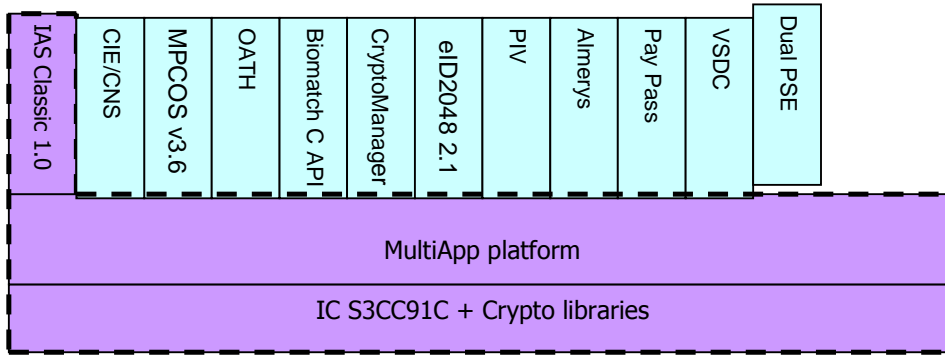 IAS Classic 1.0
CIE/CNS
MPCOS v3.6
OATH
Biomatch C API
CryptoManager
eID2048 2.1
PIV
Almerys
Pay Pass
VSDC
Dual PSE
MultiApp platform
IC S3CC91C + Crypto libraries